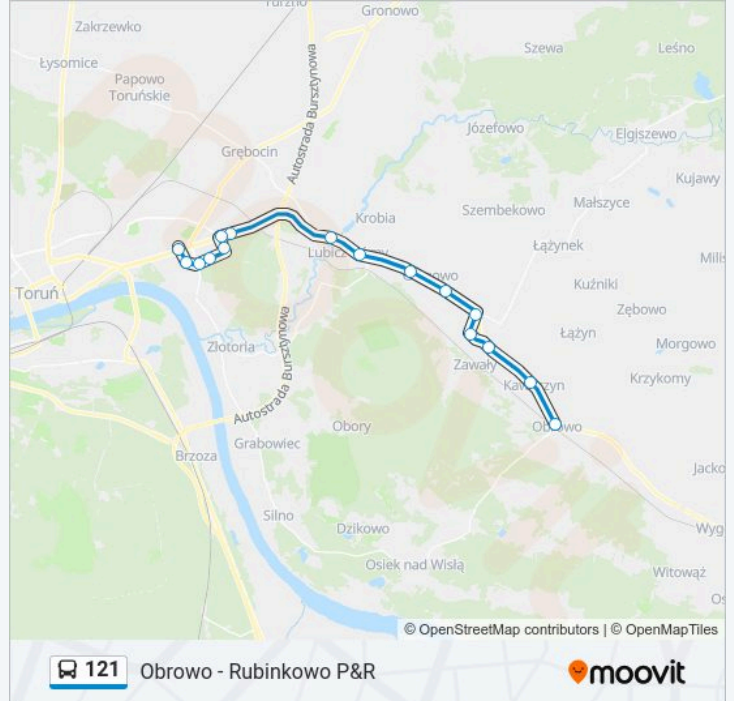 Gronowo
Zakrzewko
Szewa
Leśno
Łysomice
Papowo
Toruńskie
Autostrada Bursztynowa
Józefowo
Elgiszewo
Grębocin
Kujawy
Małszyce
Szembekowo
Krobia
Łążynek
Kuźniki
Toruń
Zębowo
Łążyn
Morgowo
Złotoria
Zawały
Krzykomy
Autostrada Bursztynowa
Obory
Grabowiec
Brzoza
Silno
Dzikowo
Osiek nad Wisłą
Witowąż
© OpenStreetMap contributors | © OpenMapTiles
121 Obrowo - Rubinkowo P&R
moovit